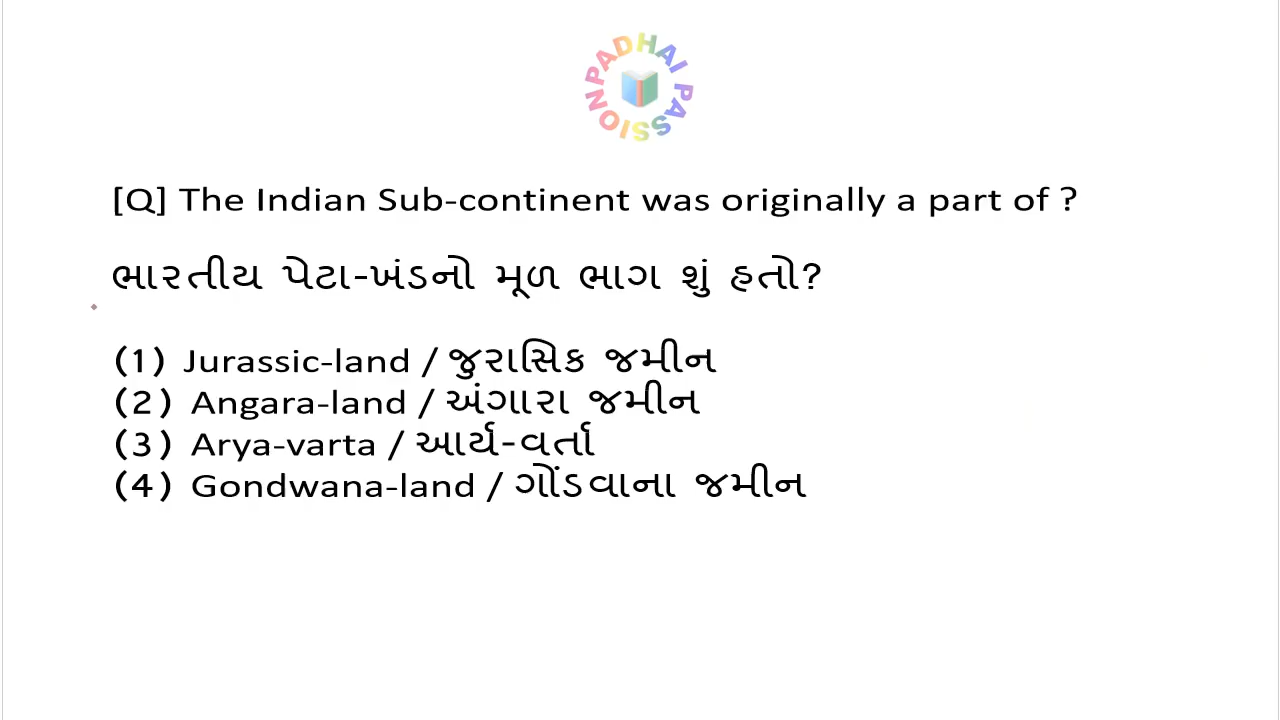 PADHAI PASSION
[Q] The Indian Sub-continent was originally a part of ?
ભારતીય પેટા-ખંડનો મૂળ ભાગ શું હતો?
(1) Jurassic-land / જુરાસિક જમીન
(2) Angara-land / અંગારા જમીન
(3) Arya-varta / આર્ય-વર્તા
(4) Gondwana-land / ગોંડવાના જમીન